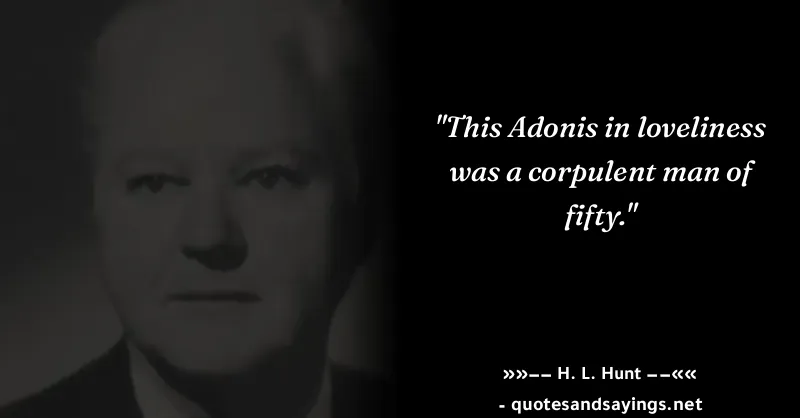 "This Adonis in loveliness
was a corpulent man of
fifty."
»»–– H. L. Hunt ––««
- quotesandsayings.net